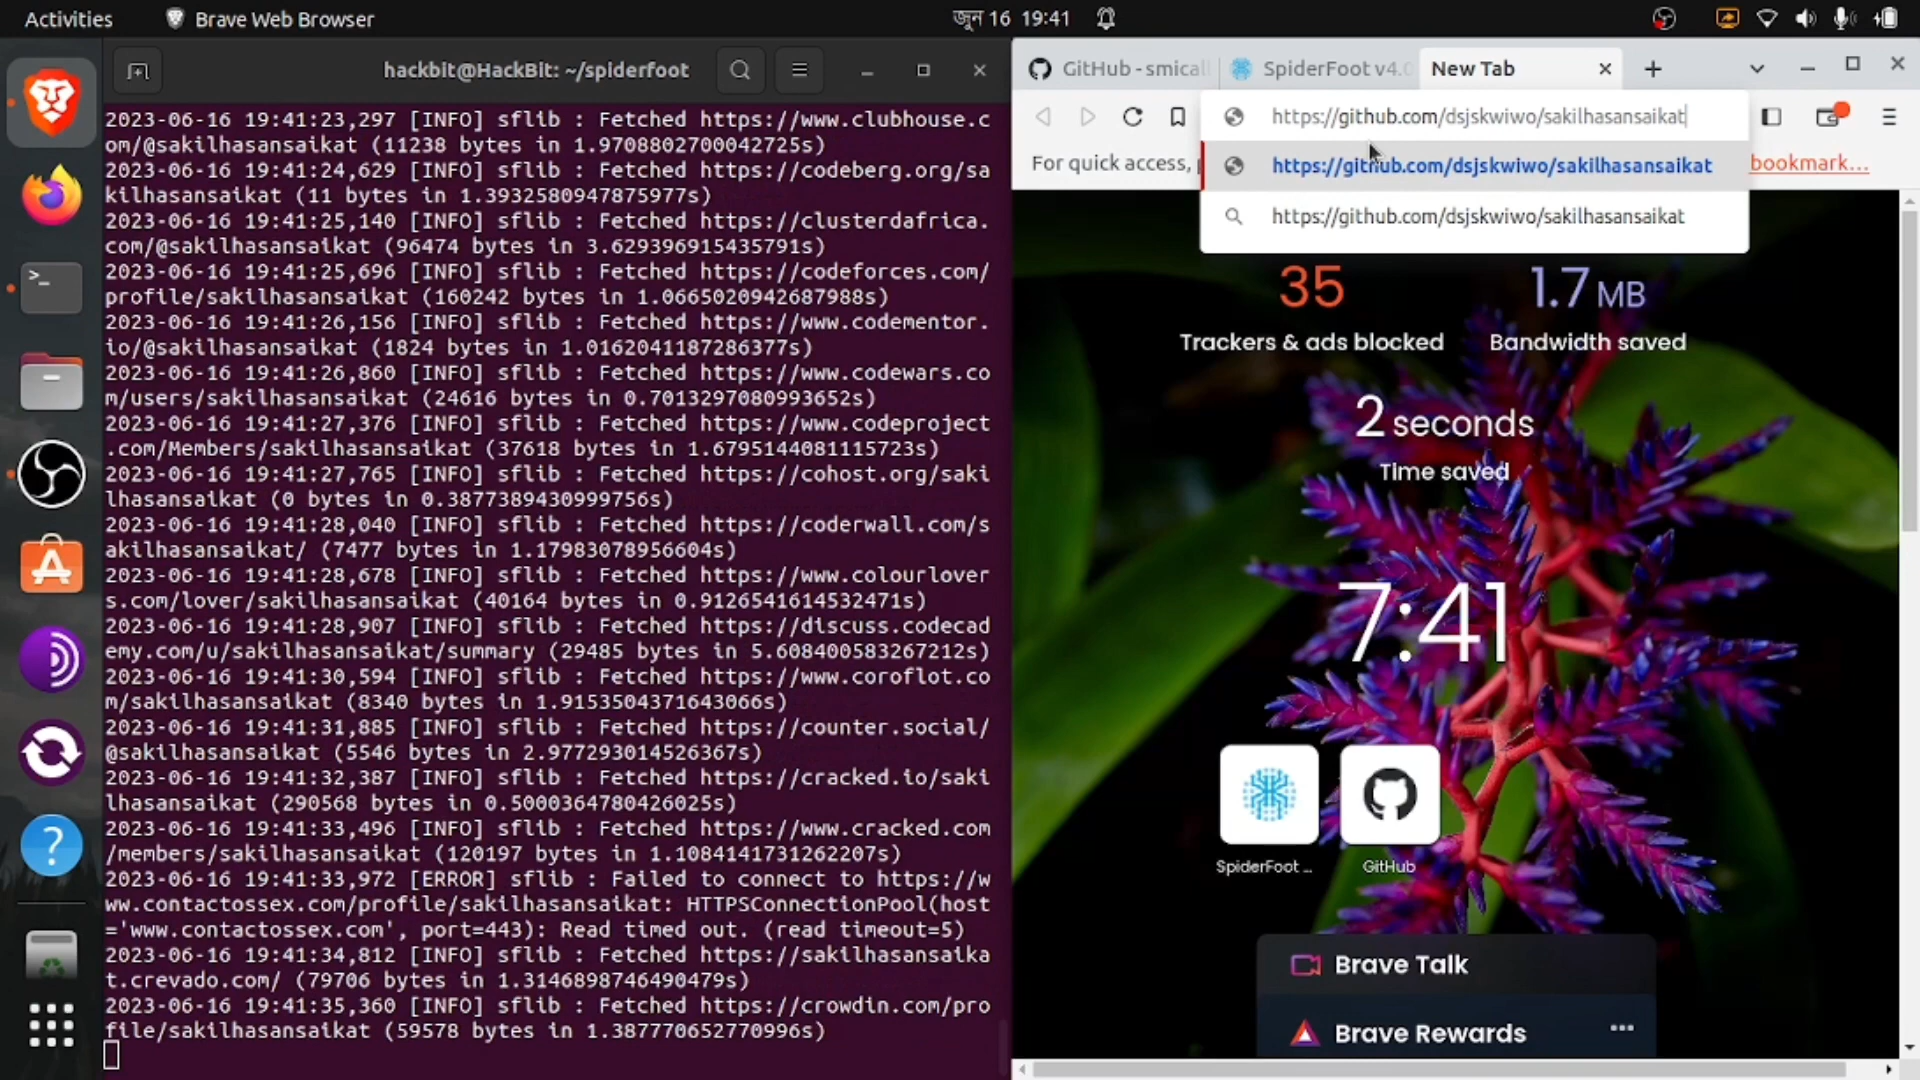 Activities
Brave Web Browser
जून 16 19:41
hackbit@HackBit: ~/spiderfoot
2023-06-16 19:41:23,297 [INFO] sflib : Fetched https://www.clubhouse.c
om/@sakilhasansaikat (11238 bytes in 1.9708802700042725s)
2023-06-16 19:41:24,629 [INFO] sflib : Fetched https://codeberg.org/sa
kilhasansaikat (11 bytes in 1.3932580947875977s)
2023-06-16 19:41:25,140 [INFO] sflib : Fetched https://clusterdafrica.
com/@sakilhasansaikat (96474 bytes in 3.629396915435791s)
2023-06-16 19:41:25,696 [INFO] sflib : Fetched https://codeforces.com/
profile/sakilhasansaikat (160242 bytes in 1.0665020942687988s)
2023-06-16 19:41:26,156 [INFO] sflib : Fetched https://www.codementor.
io/@sakilhasansaikat (1824 bytes in 1.0162041187286377s)
2023-06-16 19:41:26,860 [INFO] sflib : Fetched https://www.codewars.co
m/users/sakilhasansaikat (24616 bytes in 0.7013297080993652s)
2023-06-16 19:41:27,376 [INFO] sflib : Fetched https://www.codeproject
.com/Members/sakilhasansaikat (37618 bytes in 1.6795144081115723s)
2023-06-16 19:41:27,765 [INFO] sflib : Fetched https://cohost.org/saki
lhasansaikat (0 bytes in 0.3877389430999756s)
2023-06-16 19:41:28,040 [INFO] sflib : Fetched https://coderwall.com/s
akilhasansaikat/ (7477 bytes in 1.179830789566​04s)
2023-06-16 19:41:28,678 [INFO] sflib : Fetched https://www.colourlover
s.com/lover/sakilhasansaikat (40164 bytes in 0.9126541614532471s)
2023-06-16 19:41:28,907 [INFO] sflib : Fetched https://discuss.codecad
emy.com/u/sakilhasansaikat/summary (29485 bytes in 5.608400583267212s)
2023-06-16 19:41:30,594 [INFO] sflib : Fetched https://www.coroflot.co
m/sakilhasansaikat (8340 bytes in 1.9153504371643066s)
2023-06-16 19:41:31,885 [INFO] sflib : Fetched https://counter.social/
@sakilhasansaikat (5546 bytes in 2.977293014526367s)
2023-06-16 19:41:32,387 [INFO] sflib : Fetched https://cracked.io/saki
lhasansaikat (290568 bytes in 0.5000364780426025s)
2023-06-16 19:41:33,496 [INFO] sflib : Fetched https://www.cracked.com
/members/sakilhasansaikat (120197 bytes in 1.1084141731262207s)
2023-06-16 19:41:33,972 [ERROR] sflib : Failed to connect to https://w
ww.contactossex.com/profile/sakilhasansaikat: HTTPSConnectionPool(host
='www.contactossex.com', port=443): Read timed out. (read timeout=5)
2023-06-16 19:41:34,812 [INFO] sflib : Fetched https://sakilhasansaika
t.crevado.com/ (79706 bytes in 1.3146898746490479s)
2023-06-16 19:41:35,360 [INFO] sflib : Fetched https://crowdin.com/pro
file/sakilhasansaikat (59578 bytes in 1.387770652770996s)
GitHub - smical
SpiderFoot v4.0
New Tab
https://github.com/dsjskwiwo/sakilhasansaikat
For quick access,
https://github.com/dsjskwiwo/sakilhasansaikat
bookmark...
https://github.com/dsjskwiwo/sakilhasansaikat
35
1.7 MB
Trackers & ads blocked
Bandwidth saved
2 seconds
Time saved
7:41
SpiderFoot ...
GitHub
Brave Talk
Brave Rewards